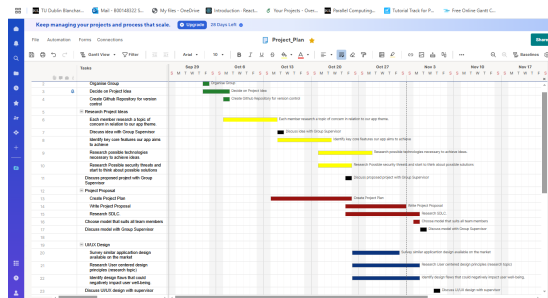 TU Dublin Blanchar...
Mail - B00140322 S...
My files - OneDrive
Introduction - React...
Your Projects - Over...
Parallel Computing...
Tutorial Track for P...
Free Online Gantt C...
Keep managing your projects and process that scale.
Upgrade
28 Days Left
File
Automation
Forms
Connections
Project_Plan
Share
Gantt View
Filter
Arial
10
Baselines
Tasks
Sep 29
Oct 6
Oct 13
Oct 20
Oct 27
Nov 3
Nov 10
Nov 17
S M T W T F S S M T W T F S S M T W T F S S M T W T F S S M T W T F S S M T W T F S S M T W T F S S M T W T F
Organise Group
Organise Group
Decide on Project Idea
Decide on Project Idea
Create Github Repository for version control
Create Github Repository for version control
Research Project Ideas
Each member research a topic of concern in relation to our app theme
Each member research a topic of concern in relation to our app theme
Discuss idea with Group Supervisor
Discuss idea with Group Supervisor
Identify key core features our app aims to achieve
Identify key core features our app aims to achieve
Research possible technologies necessary to achieve ideas.
Research possible technologies necessary to achieve ideas.
Research Possible security threats and start to think about possible solutions
Research Possible security threats and start to think about possible solutions
Discuss proposed project with Group Supervisor
Discuss proposed project with Group Supervisor
Project Proposal
Create Project Plan
Create Project Plan
Write Project Proposal
Write Project Proposal
Research SDLC
Research SDLC
Choose model that suits all team members
Choose model that suits all team members
Discuss model with Group Supervisor
Discuss model with Group Supervisor
UI/UX Design
Survey similar application design available on the market
Survey similar application design available on the market
Research User centered design principles (research topic)
Research User centered design principles (research topic)
Identify design flaws that could negatively impact user well-being.
Identify design flaws that could negatively impact user well-being.
Discuss UI/UX design with supervisor
Discuss UI/UX design with supervisor